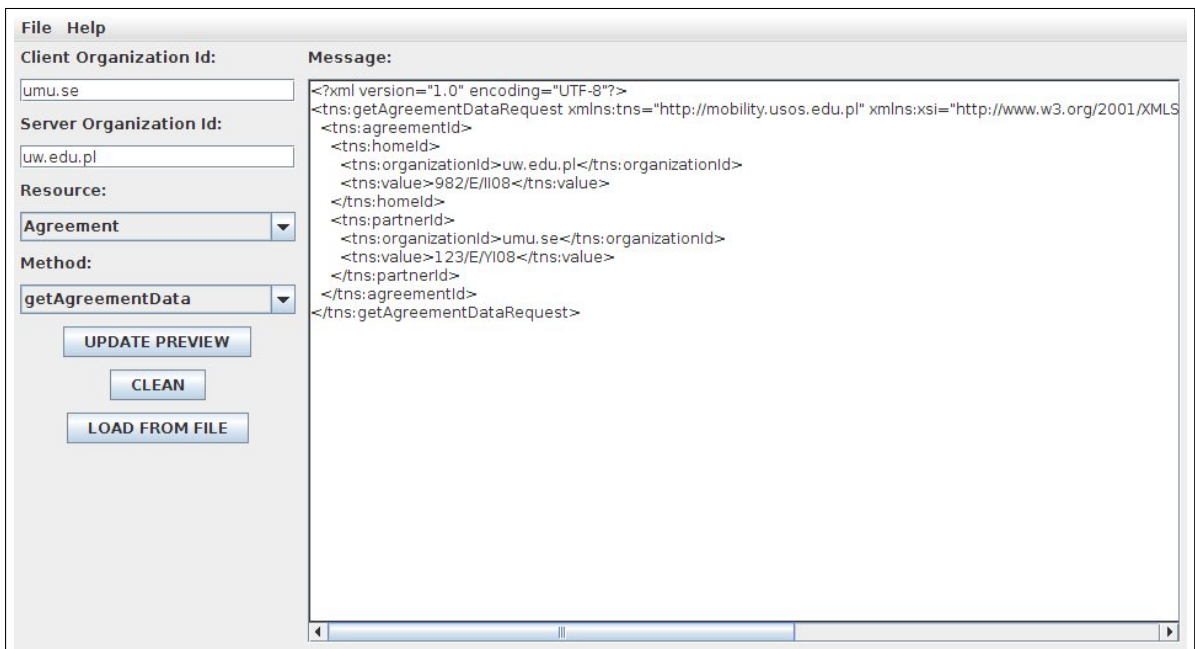 File Help
Client Organization Id:
umu.se
Server Organization Id:
uw.edu.pl
Resource:
Agreement
Method:
getAgreementData
UPDATE PREVIEW
CLEAN
LOAD FROM FILE
Message:
<?xml version="1.0" encoding="UTF-8"?>
<tns:getAgreementDataRequest xmlns:tns="http://mobility.usos.edu.pl" xmlns:xsi="http://www.w3.org/2001/XMLS
<tns:agreementId>
<tns:homeId>
<tns:organizationId>uw.edu.pl</tns:organizationId>
<tns:value>982/E/II08</tns:value>
</tns:homeId>
<tns:partnerId>
<tns:organizationId>umu.se</tns:organizationId>
<tns:value>123/E/YI08</tns:value>
</tns:partnerId>
</tns:agreementId>
</tns:getAgreementDataRequest>